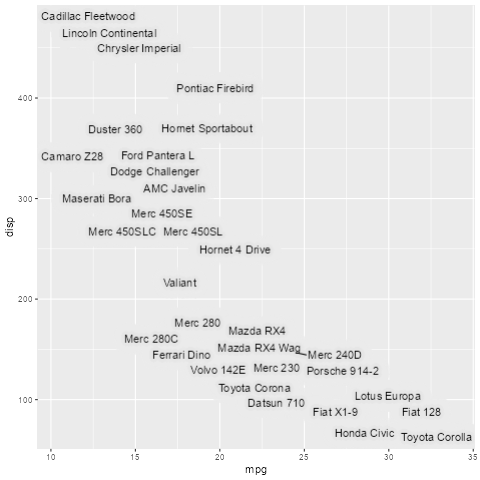 Cadillac Fleetwood
Lincoln Continental
Chrysler Imperial
Pontiac Firebird
400
Duster 360 Hornet Sportabout
Camaro Z28 Ford Pantera L
Dodge Challenger
AMC Javelin
300
Maserati Bora
Merc 450SE
disp
Merc 450SLC Merc 450SL
Hornet 4 Drive
Valiant
200
Merc 280
Mazda RX4
Merc 280C
Mazda RX4 Wag
Ferrari Dino Merc 240D
Volvo 142E Merc 230 Porsche 914-2
Toyota Corona
100
Lotus Europa
Datsun 710
Fiat X1-9 Fiat 128
Honda Civic Toyota Corolla
10 15 20 25 30 35
mpg